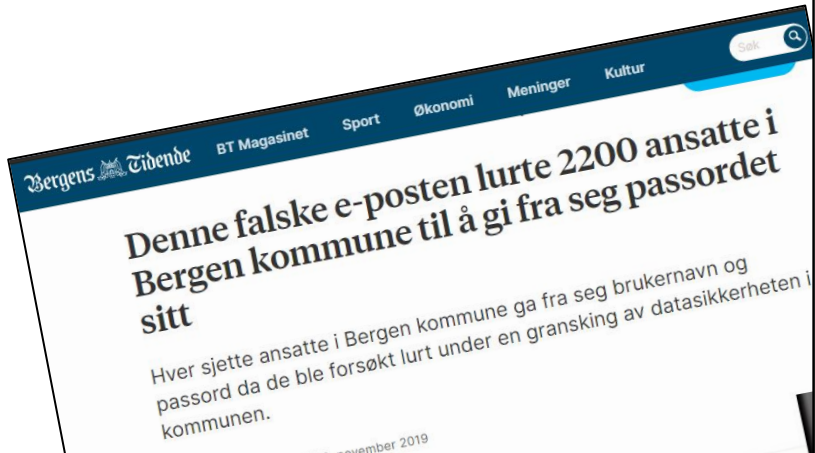 Søk
Bergens Tidende BT Magasinet Sport Økonomi Meninger Kultur
Denne falske e-posten lurte 2200 ansatte i
Bergen kommune til å gi fra seg passordet
sitt
Hver sjette ansatte i Bergen kommune ga fra seg brukernavn og
passord da de ble forsøkt lurt under en gransking av datasikkerheten i
kommunen.
november 2019